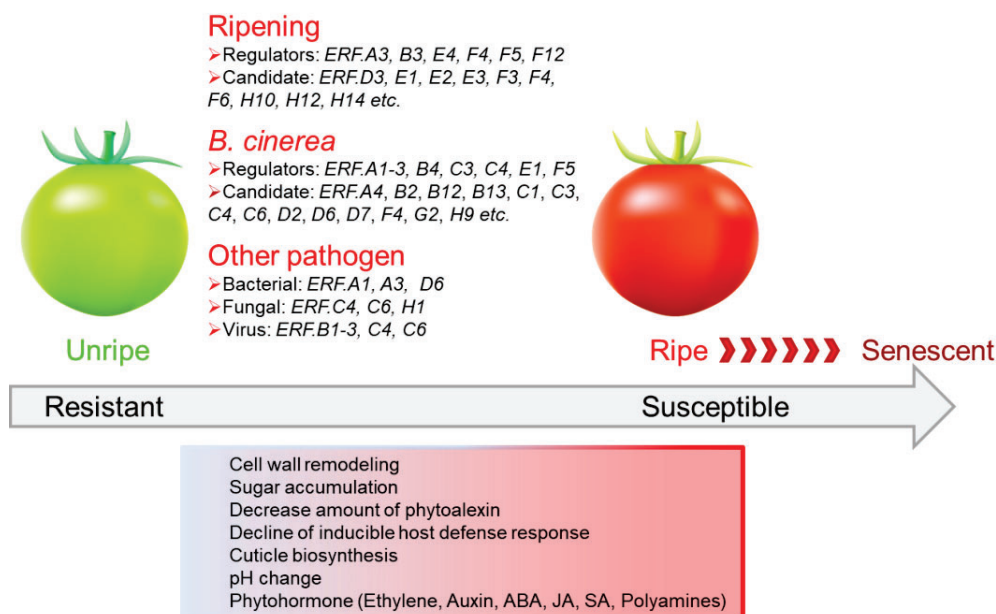 Ripening
➢Regulators: ERF.A3, B3, E4, F4, F5, F12
➢Candidate: ERF.D3, E1, E2, E3, F3, F4,
F6, H10, H12, H14 etc.
B. cinerea
➢Regulators: ERF.A1-3, B4, C3, C4, E1, F5
➢Candidate: ERF.A4, B2, B12, B13, C1, C3,
C4, C6, D2, D6, D7, F4, G2, H9 etc.
Other pathogen
➢Bacterial: ERF.A1, A3, D6
➢Fungal: ERF.C4, C6, H1
➢Virus: ERF.B1-3, C4, C6
Unripe
Ripe
Senescent
Resistant
Susceptible
Cell wall remodeling
Sugar accumulation
Decrease amount of phytoalexin
Decline of inducible host defense response
Cuticle biosynthesis
pH change
Phytohormone (Ethylene, Auxin, ABA, JA, SA, Polyamines)